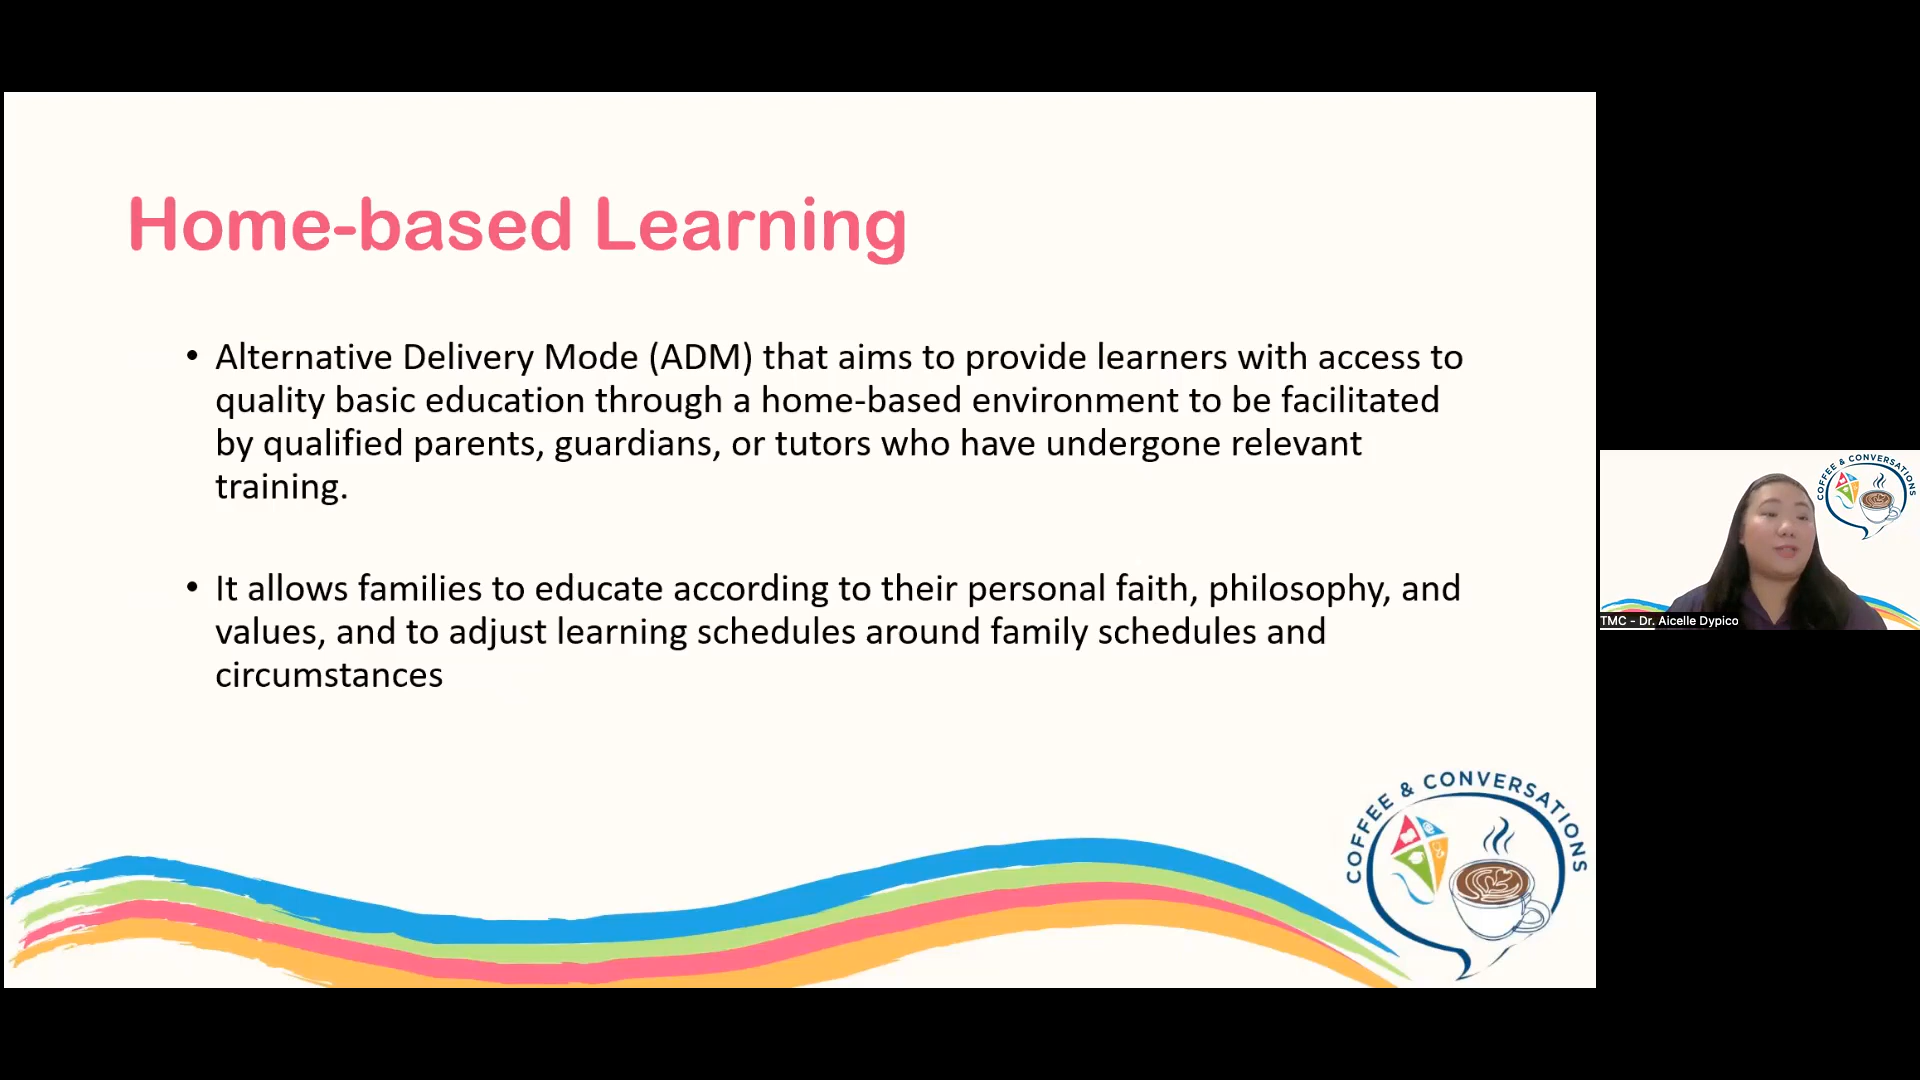 Home-based Learning
• Alternative Delivery Mode (ADM) that aims to provide learners with access to
quality basic education through a home-based environment to be facilitated
by qualified parents, guardians, or tutors who have undergone relevant
training.
• It allows families to educate according to their personal faith, philosophy, and
values, and to adjust learning schedules around family schedules and
circumstances
COFFEE & CONVERSATIONS
COFFEE & CONVERSATIONS
TMC - Dr. Aicelle Dypico